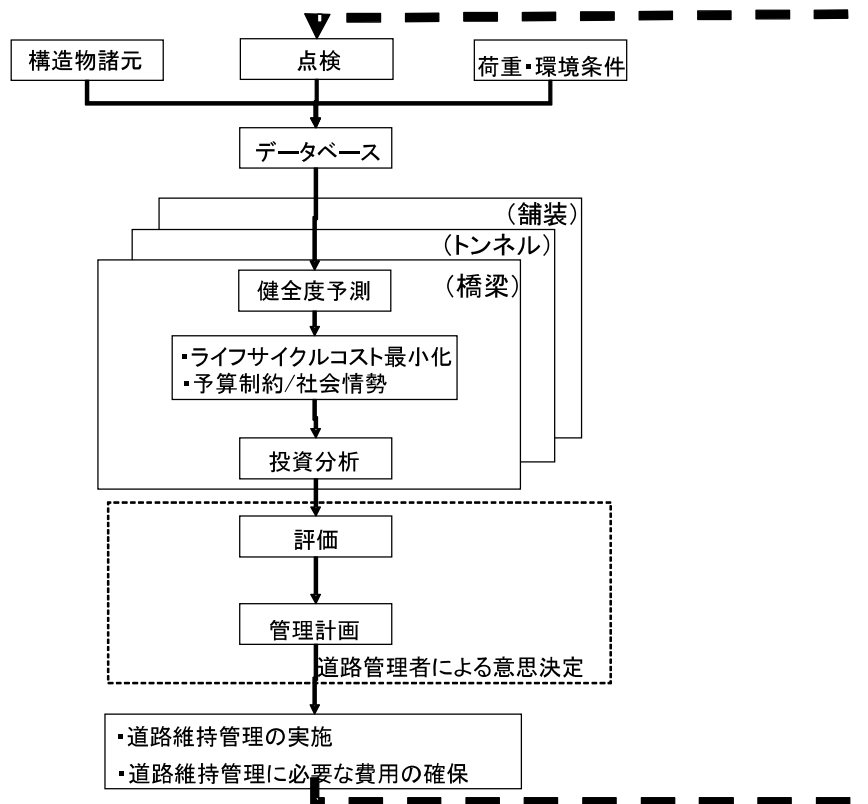 構造物諸元
点検
荷重・環境条件
データベース
(舗装)
(トンネル)
(橋梁)
健全度予測
・ライフサイクルコスト最小化
・予算制約/社会情勢
投資分析
評価
管理計画
道路管理者による意思決定
・道路維持管理の実施
・道路維持管理に必要な費用の確保